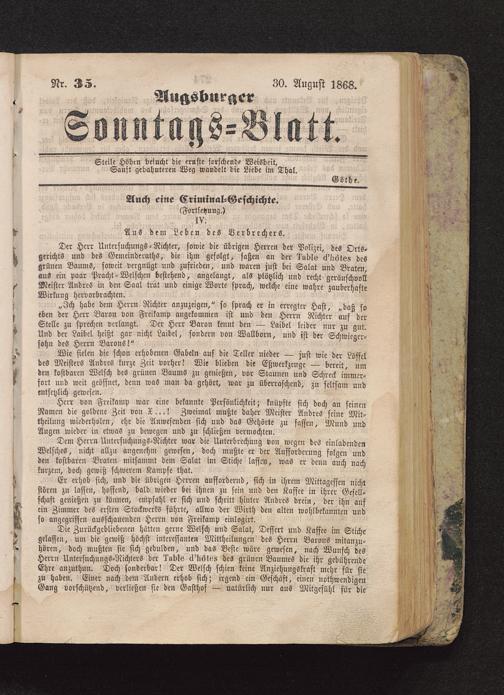 Nr. 35.
30. August 1868.
Augsburger
Sonntags=Blatt.
Steile Höhen besucht die ernste forschende Weisheit,
Sanft gebahnteren Weg wandelt die Liebe im Thal.
Göthe.
Auch eine Criminal-Geschichte.
(Fortsetzung.)
IV.
Aus dem Leben des Verbrechers.
Der Herr Untersuchungs-Richter, sowie die übrigen Herren der Polizei, des Orts-
gerichts und des Gemeinderaths, die ihm gefolgt, saßen an der Table d'hôtes des
grünen Baums, soweit vergnügt und zufrieden, und waren just bei Salat und Braten,
aus ein paar Pracht-Welschen bestehend, angelangt, als plötzlich und recht geräuschvoll
Meister Andres in den Saal trat und einige Worte sprach, welche eine wahre zauberhafte
Wirkung hervorbrachten.
„Ich habe dem Herrn Richter anzuzeigen," so sprach er in erregter Hast, „daß so
eben der Herr Baron von Freikamp angekommen ist und den Herrn Richter auf der
Stelle zu sprechen verlangt. Der Herr Baron kennt den — Laibel leider nur zu gut.
Und der Laibel heißt gar nicht Laibel, sondern von Wallborn, und ist der Schwieger-
sohn des Herrn Barons!"
Wie fielen die schon erhobenen Gabeln auf die Teller nieder — just wie der Löffel
des Meisters Andres kurze Zeit vorher! Wie blieben die Eßwerkzeuge — bereit, um
den kostbaren Welsch des grünen Baums zu genießen, vor Staunen und Schreck immer-
fort und weit geöffnet, denn was man da gehört, war zu überraschend, zu seltsam und
entsetzlich gewesen.
Herr von Freikamp war eine bekannte Persönlichkeit; knüpfte sich doch an seinen
Namen die goldene Zeit von X...! Zweimal mußte daher Meister Andres seine Mit-
theilung wiederholen, ehe die Anwesenden sich und das Gehörte zu fassen, Mund und
Augen wieder in etwas zu bewegen und zu schließen vermochten.
Dem Herrn Untersuchungs-Richter war die Unterbrechung von wegen des einladenden
Welsches, nicht allzu angenehm gewesen, doch mußte er der Aufforderung folgen und
den kostbaren Braten mitsammt dem Salat im Stiche lassen, was er denn auch nach
kurzem, doch gewiß schwerem Kampfe that.
Er erhob sich, und die übrigen Herren auffordernd, sich in ihrem Mittagessen nicht
stören zu lassen, hoffend, bald wieder bei ihnen zu sein und den Kaffee in ihrer Gesell-
schaft genießen zu können, empfahl er sich und schritt hinter Andres drein, der ihn auf
ein Zimmer des ersten Stockwerks führte, allwo der Wirth den alten wohlbekannten und
so angegriffen ausschauenden Herrn von Freikamp einlogirt.
Die Zurückgebliebenen hätten gerne Welsch und Salat, Dessert und Kaffee im Stiche
gelassen, um die gewiß höchst interessanten Mittheilungen des Herrn Barons mitanzu-
hören, doch mußten sie sich gedulden, und das Beste wäre gewesen, nach Wunsch des
Herrn Untersuchungs-Richters der Table d'hôtes des grünen Baumes die ihr gebührende
Ehre anzuthun. Doch sonderbar! Der Welsch schien keine Anziehungskraft mehr für sie
zu haben. Einer nach dem Andern erhob sich; irgend ein Geschäft, einen nothwendigen
Gang vorschützend, verließen sie den Gasthof — natürlich nur aus Mitgefühl für die